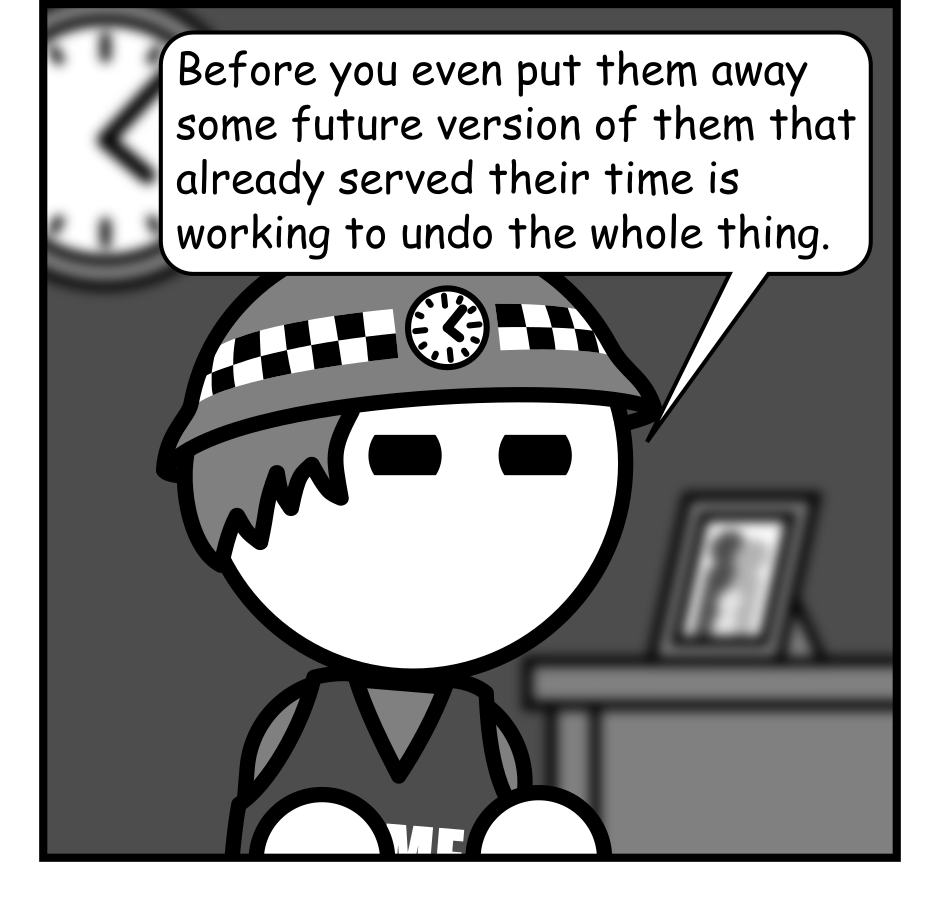 Before you even put them away
some future version of them that
already served their time is
working to undo the whole thing.
ME